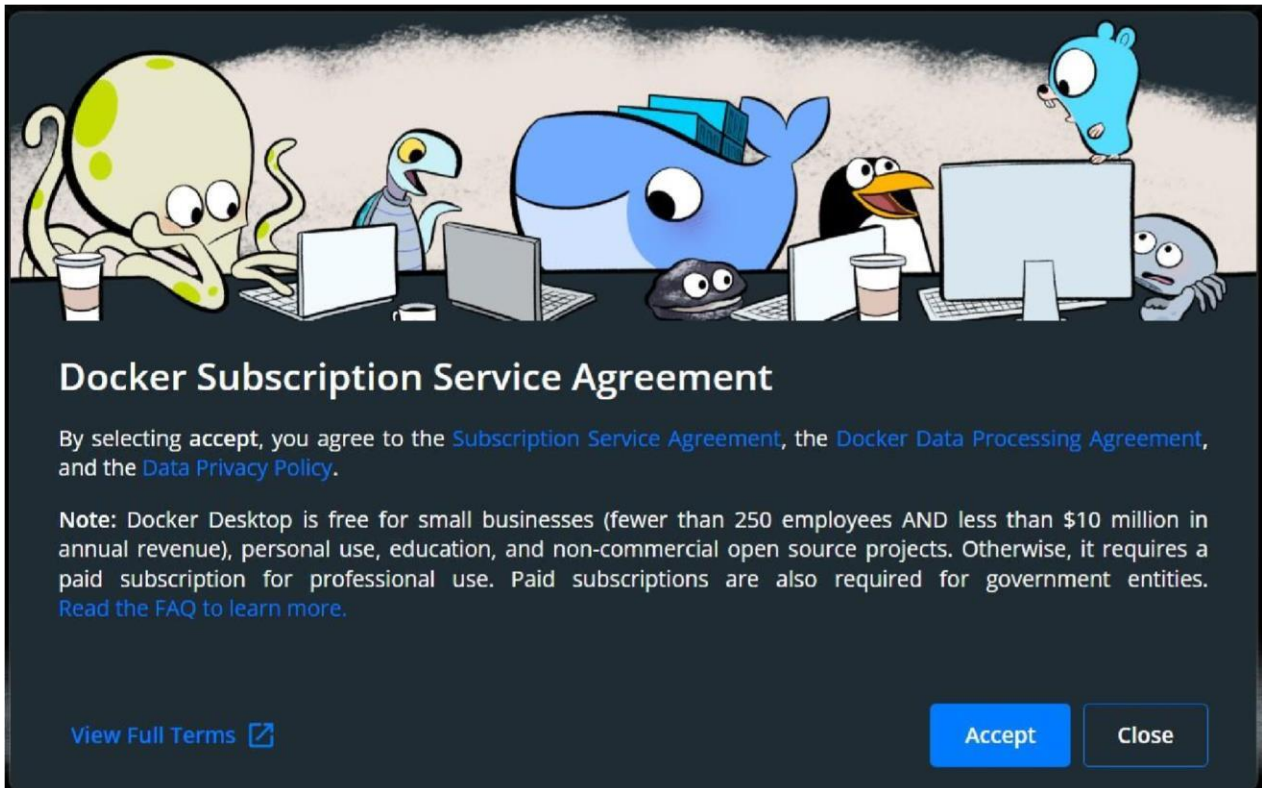 Docker Subscription Service Agreement
By selecting accept, you agree to the Subscription Service Agreement, the Docker Data Processing Agreement,
and the Data Privacy Policy.
Note: Docker Desktop is free for small businesses (fewer than 250 employees AND less than $10 million in
annual revenue), personal use, education, and non-commercial open source projects. Otherwise, it requires a
paid subscription for professional use. Paid subscriptions are also required for government entities.
Read the FAQ to learn more.
View Full Terms
Accept
Close